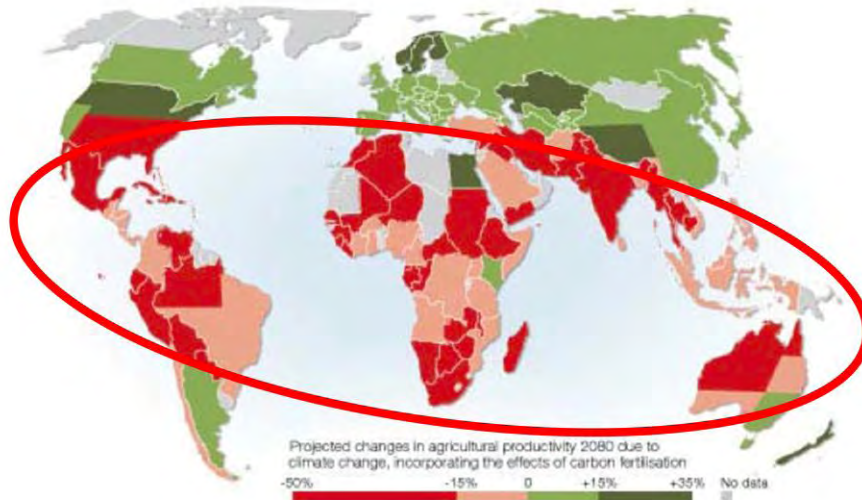 Projected changes in agricultural productivity 2080 due to
climate change, incorporating the effects of carbon fertilisation
-50% -15% 0 +15% +35% No data